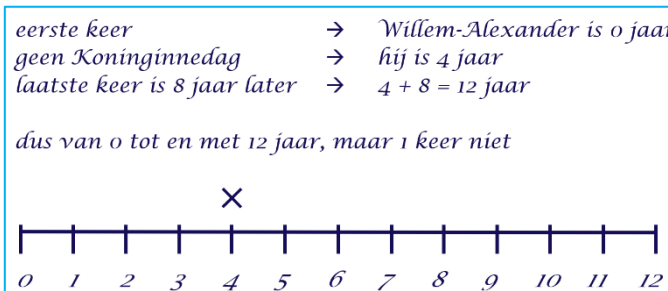 eerste keer → Willem-Alexander is 0 jaar
geen Koninginnedag → hij is 4 jaar
laatste keer is 8 jaar later → 4 + 8 = 12 jaar
dus van 0 tot en met 12 jaar, maar 1 keer niet
×
0 1 2 3 4 5 6 7 8 9 10 11 12